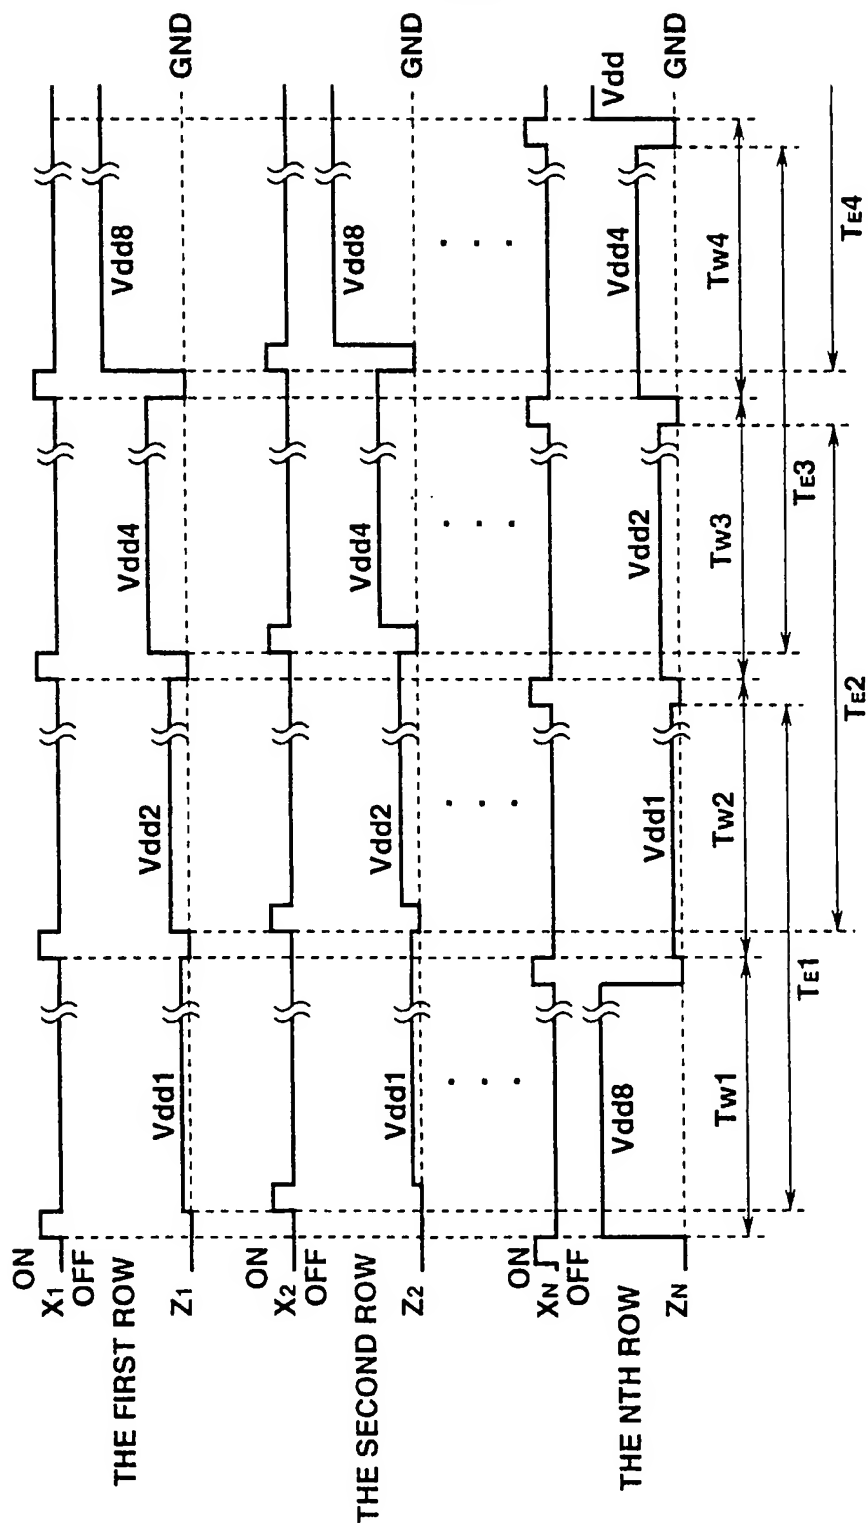 THE FIRST ROW
ON
X1
OFF
Z1
Vdd1
Vdd2
Vdd4
Vdd8
GND
THE SECOND ROW
ON
X2
OFF
Z2
Vdd1
Vdd2
Vdd4
Vdd8
GND
THE NTH ROW
ON
XN
OFF
ZN
Vdd8
Vdd1
Vdd2
Vdd4
Vdd
GND
Tw1
Tw2
Tw3
Tw4
TE1
TE2
TE3
TE4